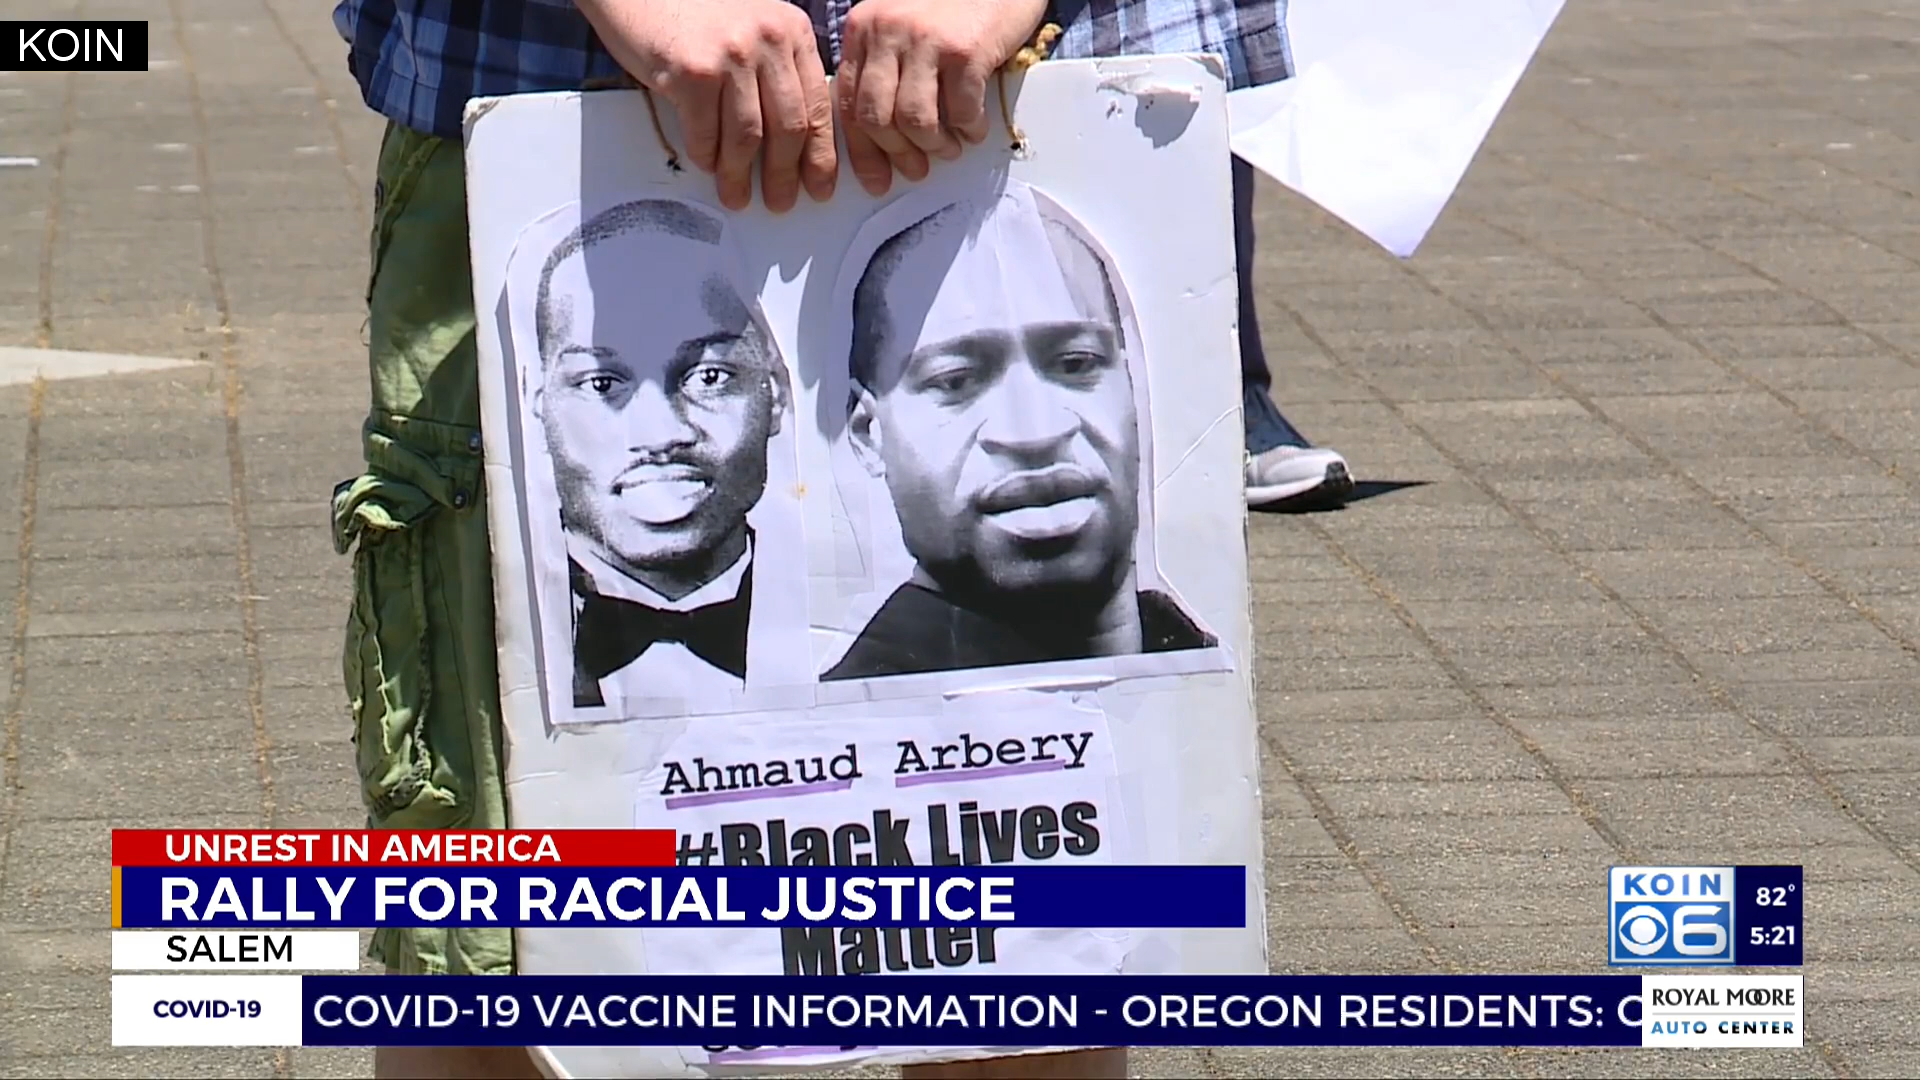 KOIN
Ahmaud Arbery
#Black Lives
Matter
UNREST IN AMERICA
RALLY FOR RACIAL JUSTICE
SALEM
KOIN
6
82°
5:21
COVID-19
COVID-19 VACCINE INFORMATION - OREGON RESIDENTS:
ROYAL MOORE
AUTO CENTER